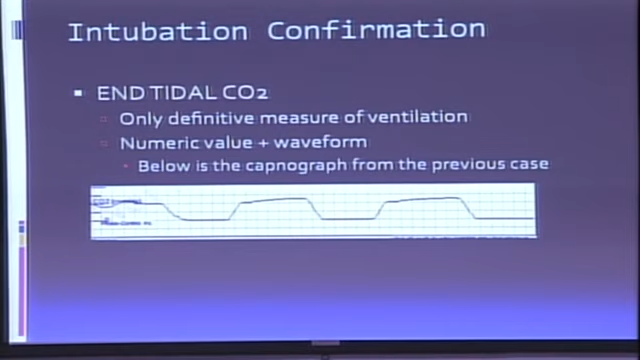 Intubation Confirmation
END TIDAL CO2
Only definitive measure of ventilation
Numeric value + waveform
Below is the capnograph from the previous case